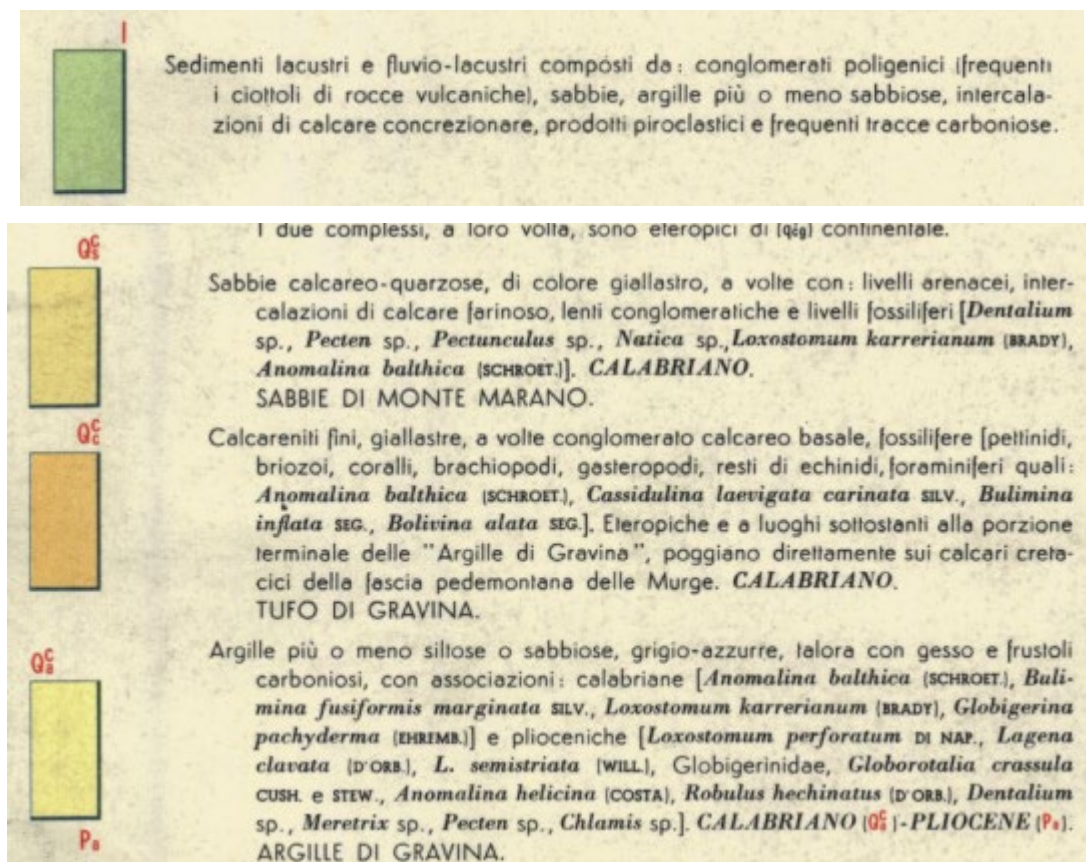 l
Sedimenti lacustri e fluvio-lacustri composti da: conglomerati poligenici (frequenti
i ciottoli di rocce vulcaniche), sabbie, argille più o meno sabbiose, intercala-
zioni di calcare concrezionare, prodotti piroclastici e frequenti tracce carboniose.
I due complessi, a loro volta, sono eteropici di (qcg) continentale.
Qcs
Sabbie calcareo-quarzose, di colore giallastro, a volte con: livelli arenacei, inter-
calazioni di calcare farinoso, lenti conglomeratiche e livelli fossiliferi [Dentalium
sp., Pecten sp., Pectunculus sp., Natica sp., Loxostomum karrerianum (BRADY),
Anomalina balthica (SCHROET.)]. CALABRIANO.
SABBIE DI MONTE MARANO.
Qcc
Calcareniti fini, giallastre, a volte conglomerato calcareo basale, fossilifere [pettinidi,
briozoi, coralli, brachiopodi, gasteropodi, resti di echinidi, foraminiferi quali:
Anomalina balthica (SCHROET.), Cassidulina laevigata carinata SILV., Bulimina
inflata SEG., Bolivina alata SEG.]. Eteropiche e a luoghi sottostanti alla porzione
terminale delle "Argille di Gravina", poggiano direttamente sui calcari creta-
cici della fascia pedemontana delle Murge. CALABRIANO.
TUFO DI GRAVINA.
Qca
Argille più o meno siltose o sabbiose, grigio-azzurre, talora con gesso e frustoli
carboniosi, con associazioni: calabriane [Anomalina balthica (SCHROET.), Buli-
mina fusiformis marginata SILV., Loxostomum karrerianum (BRADY), Globigerina
pachyderma (EHREMB.)] e plioceniche [Loxostomum perforatum DI NAP., Lagena
clavata (D'ORB.), L. semistriata (WILL.), Globigerinidae, Globorotalia crassula
CUSH. e STEW., Anomalina helicina (COSTA), Robulus hechinatus (D'ORB.), Dentalium
sp., Meretrix sp., Pecten sp., Chlamis sp.]. CALABRIANO (Qca)-PLIOCENE (Pa).
Pa
ARGILLE DI GRAVINA.